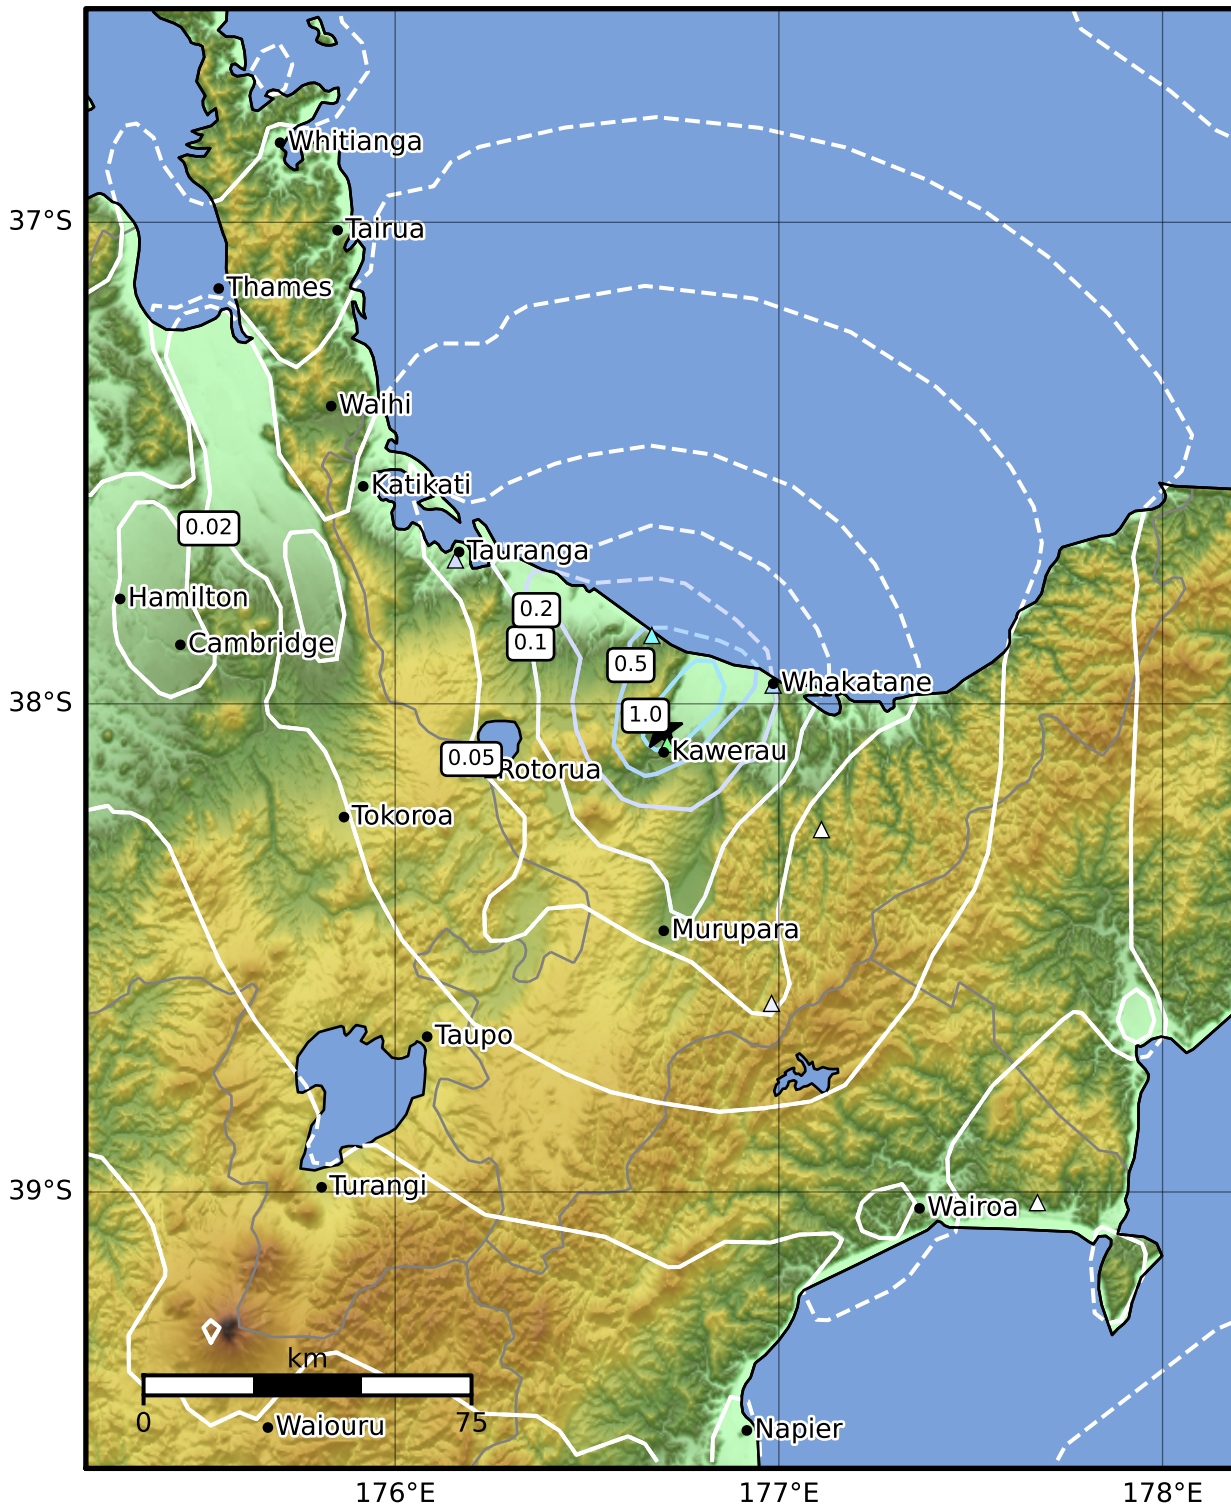 Whitianga
37°S
Tairua
Thames
Waihi
Katikati
0.02
Tauranga
Hamilton
0.2
Cambridge
0.1
0.5
Whakatane
38°S
1.0
Kawerau
0.05
Rotorua
Tokoroa
Murupara
Taupo
39°S
Turangi
Wairoa
km
0
75
Waiouru
Napier
176°E
177°E
178°E